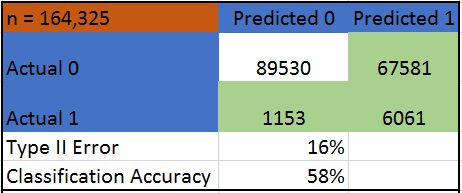 n = 164,325 Predicted 0 Predicted 1
Actual 0 89530 67581
Actual 1 1153 6061
Type II Error 16%
Classification Accuracy 58%